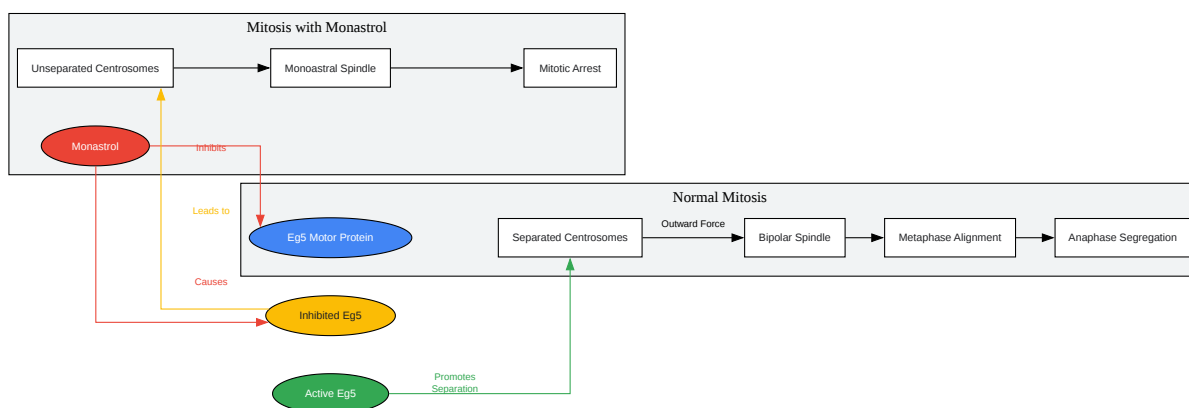 Mitosis with Monastrol
Unseparated Centrosomes
Monoastral Spindle
Mitotic Arrest
Monastrol
Inhibits
Normal Mitosis
Leads to
Eg5 Motor Protein
Separated Centrosomes
Outward Force
Bipolar Spindle
Metaphase Alignment
Anaphase Segregation
Causes
Inhibited Eg5
Promotes
Separation
Active Eg5